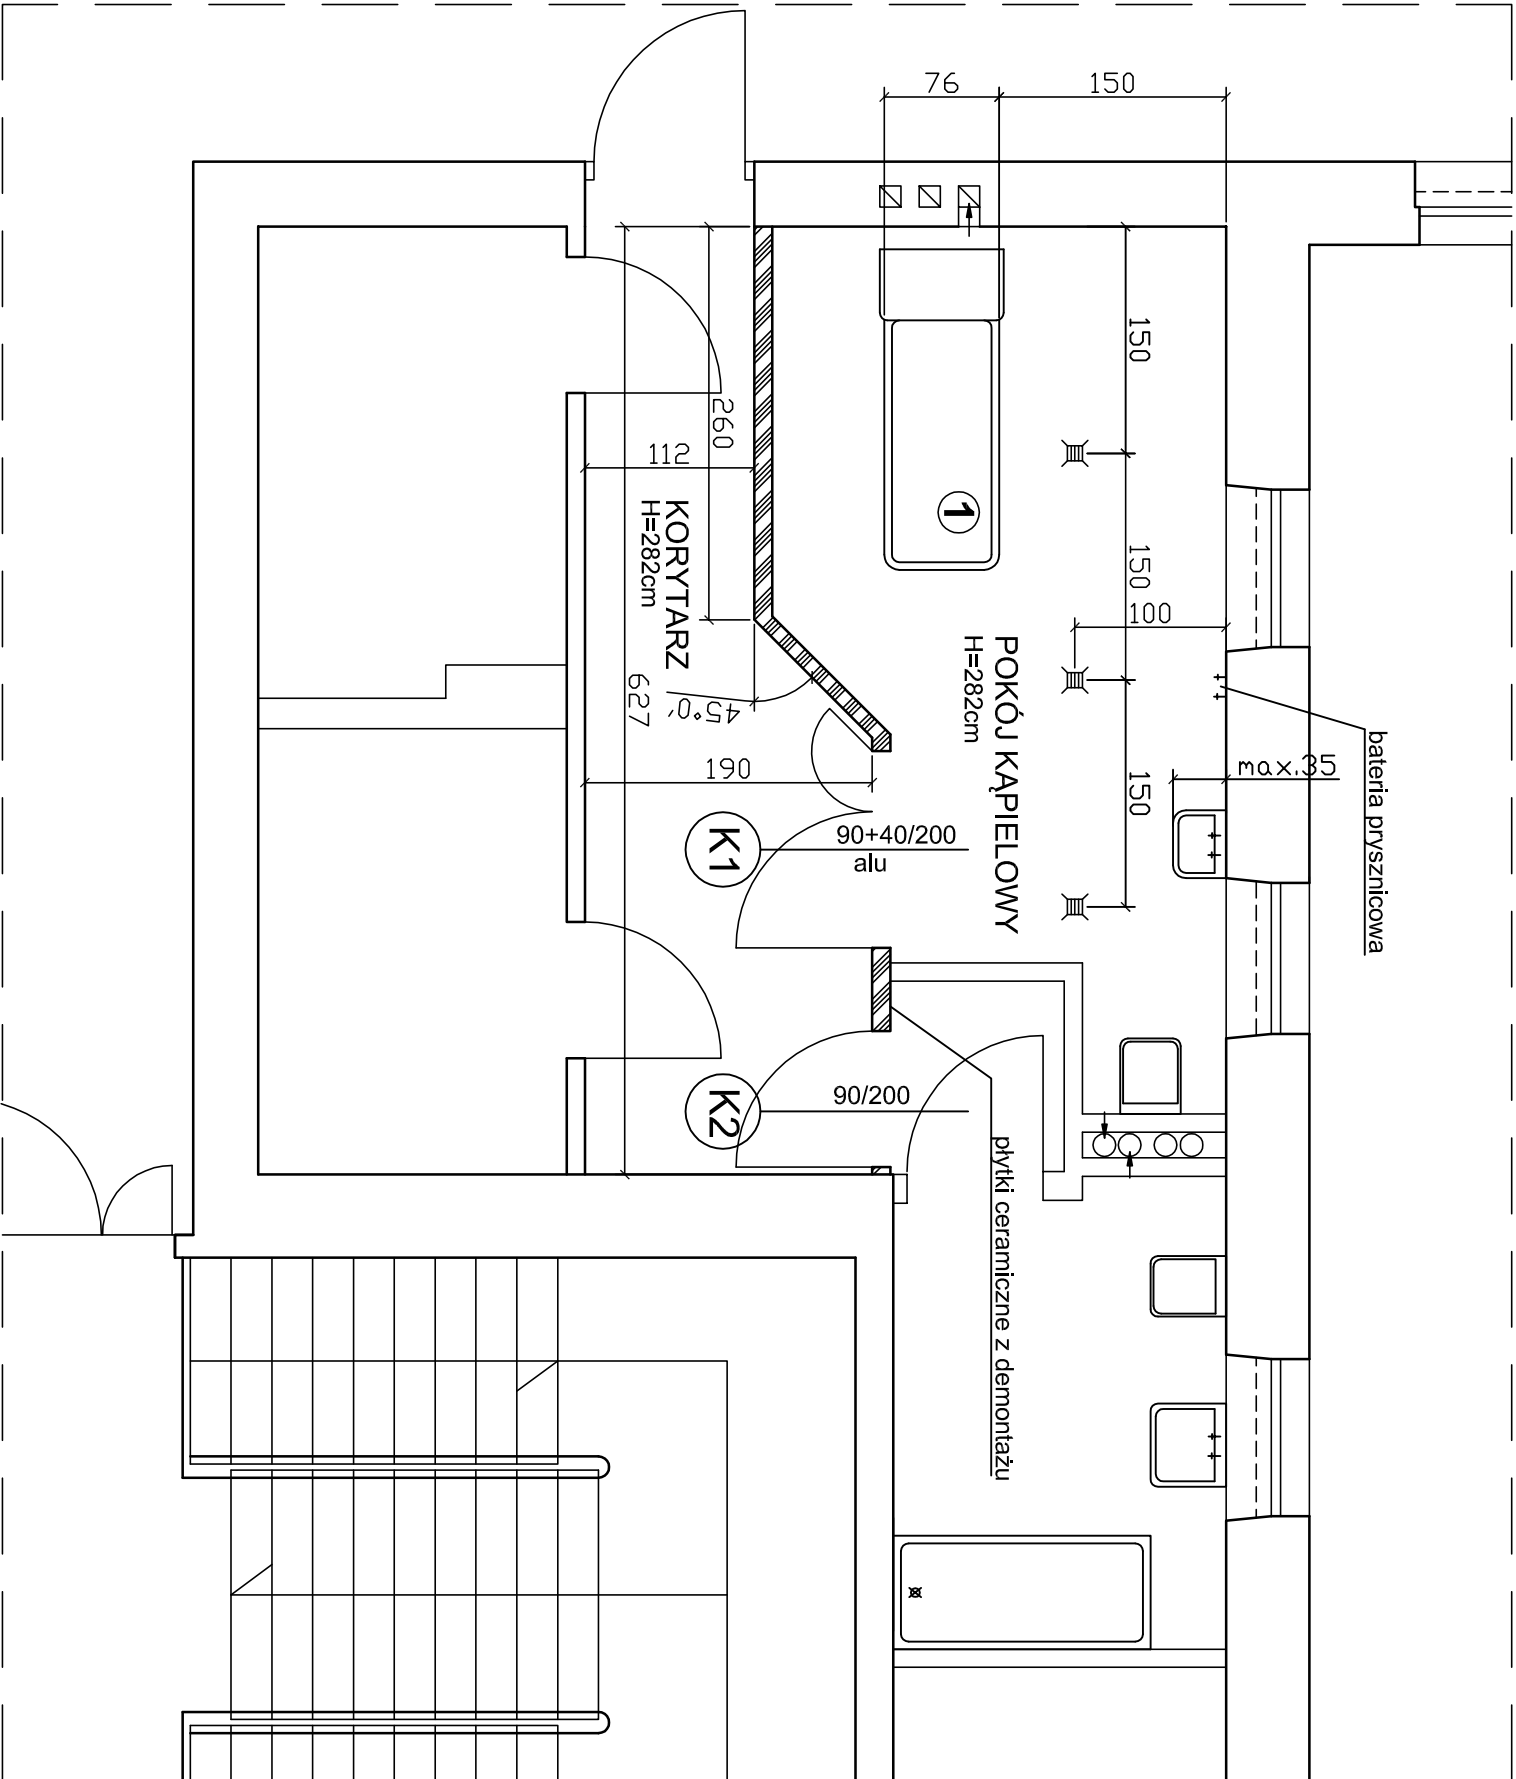 76
150
150
260
112
KORYTARZ
H=282cm
1
150
100
POKÓJ KĄPIELOWY
H=282cm
627
45°0'
190
150
max.35
bateria prysznicowa
K1
90+40/200
alu
K2
90/200
płytki ceramiczne z demontażu